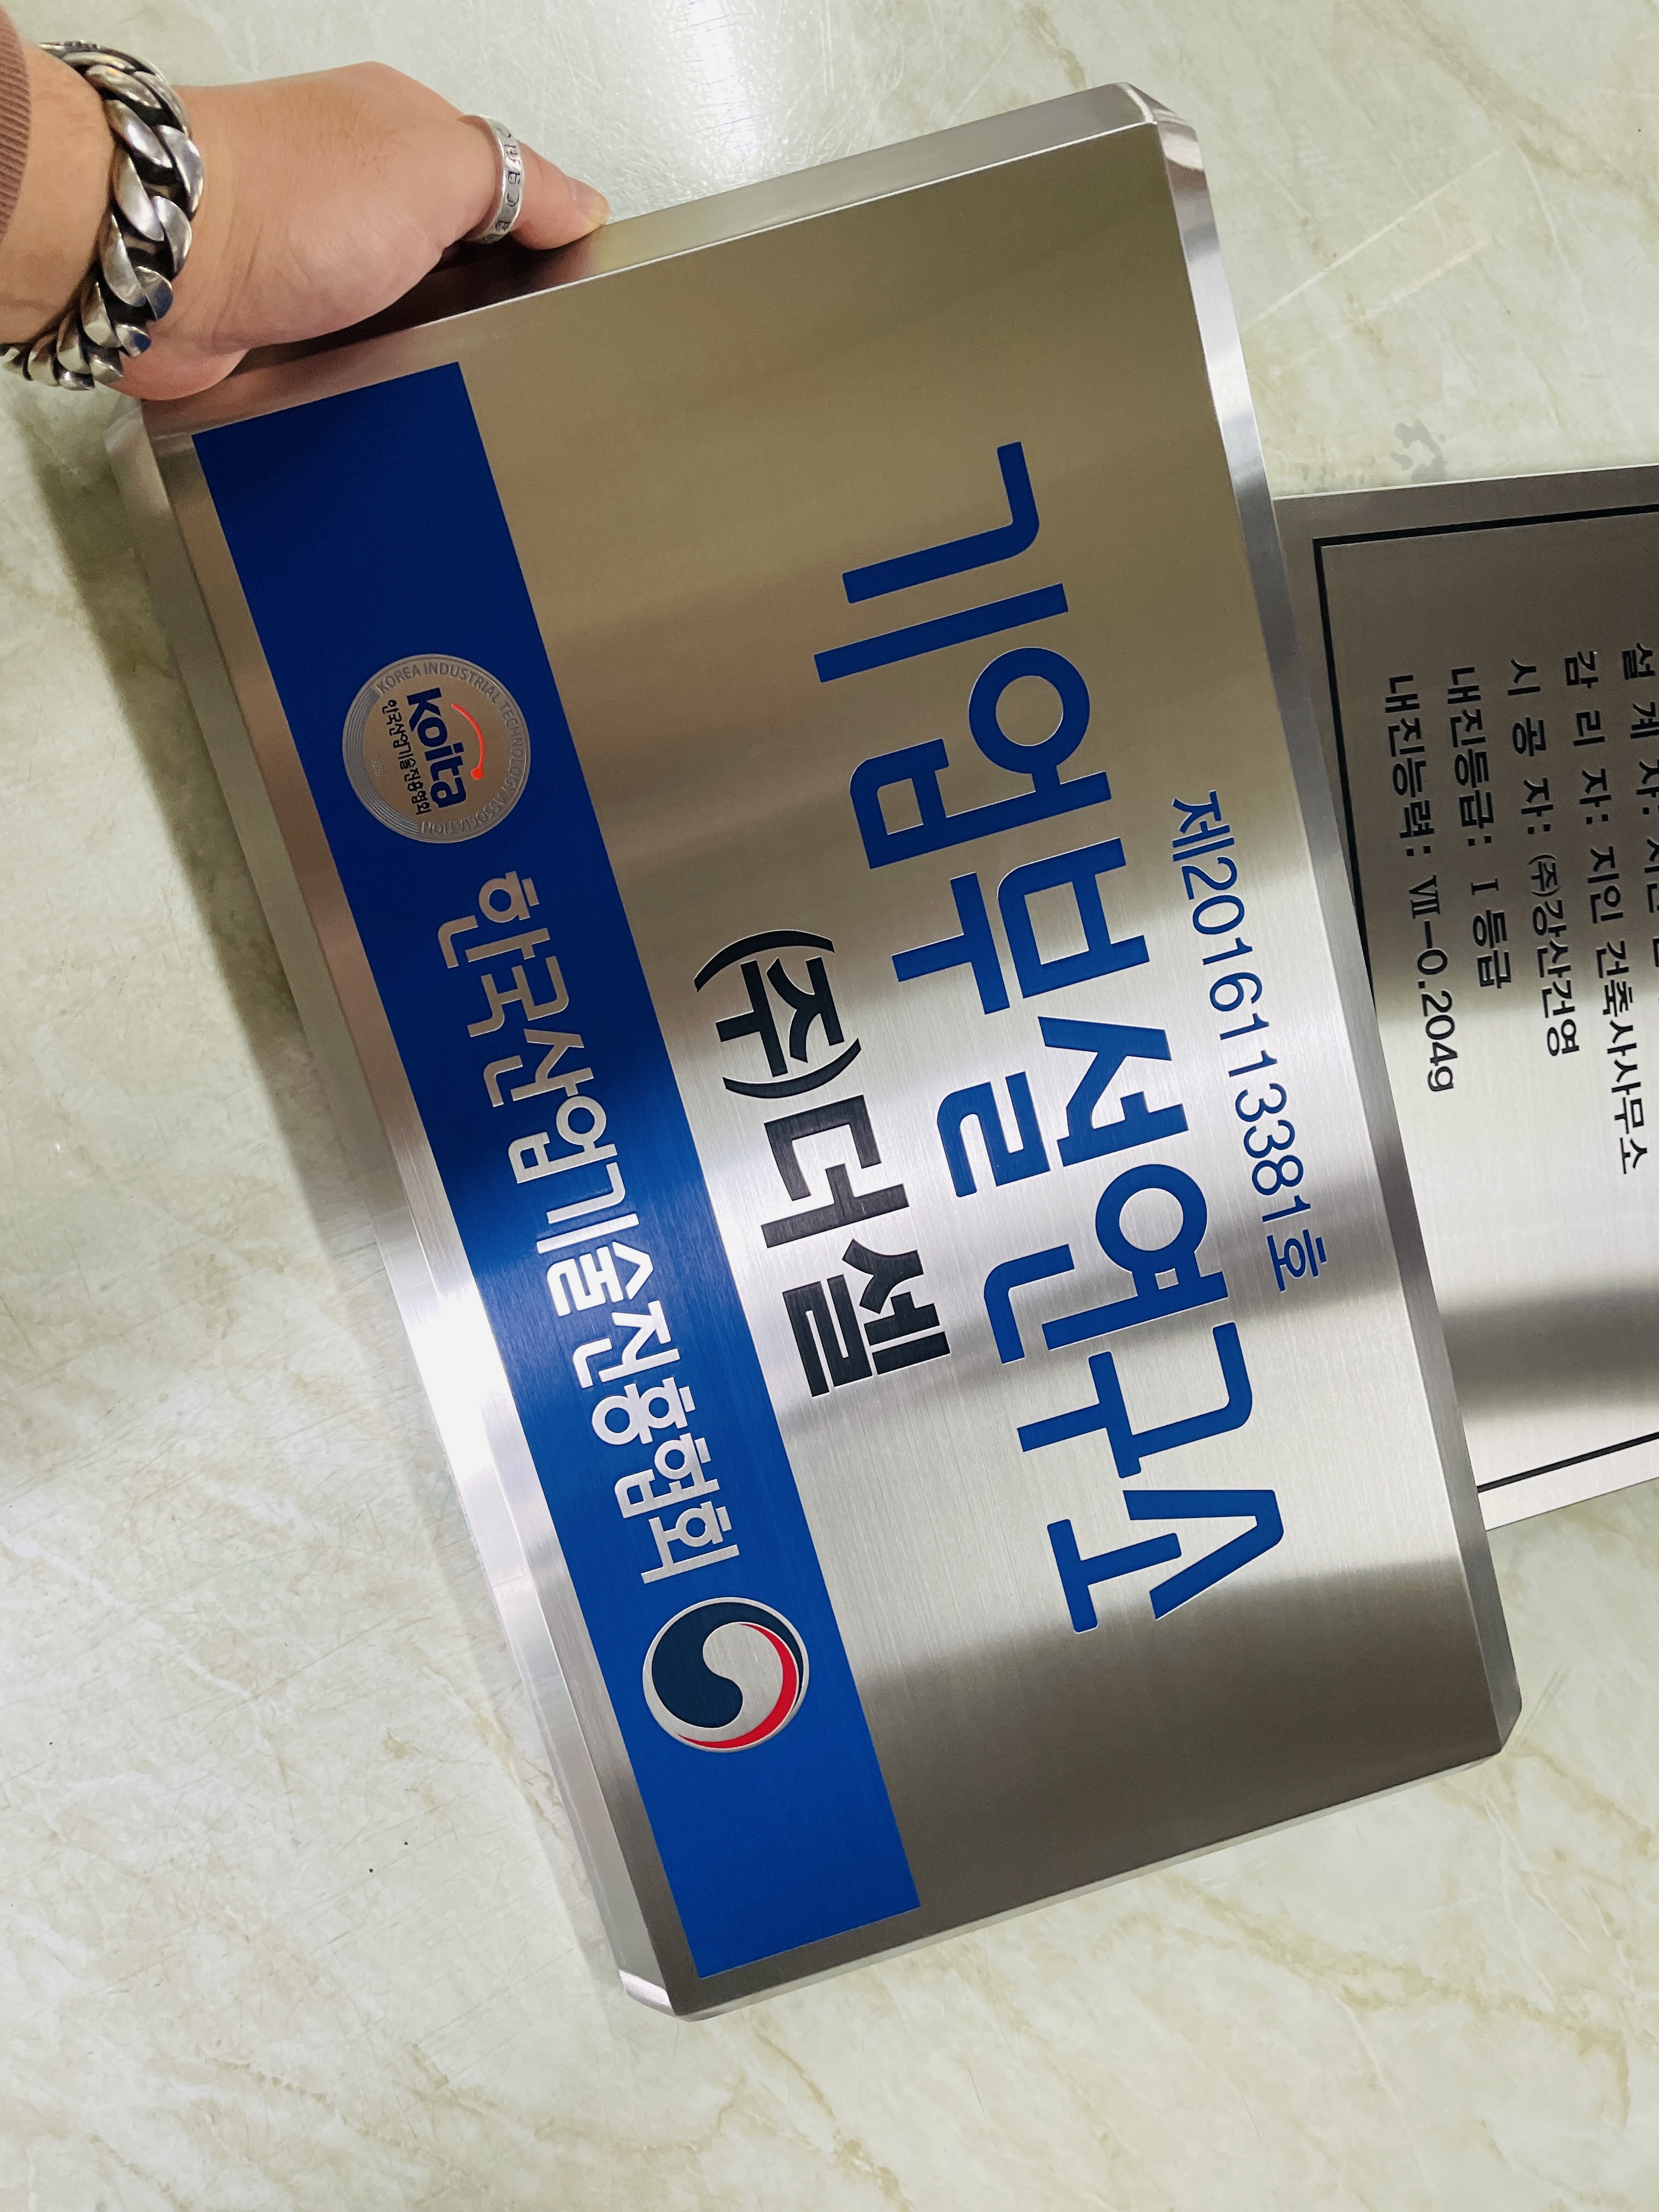 제2016113381호
기업부설연구소
(주)더셀
KOREA INDUSTRIAL TECHNOLOGY ASSOCIATION
koita
한국산업기술진흥협회
한국산업기술진흥협회
설 계 자:
감 리 자: 지인 건축사사무소
시 공 자: ㈜강산건영
내진등급: Ⅰ 등급
내진능력: Ⅶ-0.204g